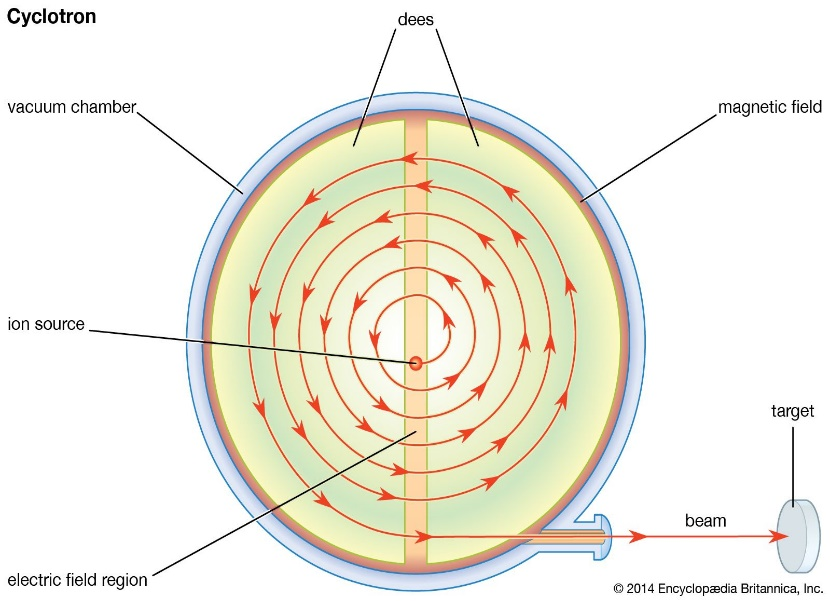 Cyclotron
dees
vacuum chamber
magnetic field
ion source
target
beam
electric field region
© 2014 Encyclopædia Britannica, Inc.